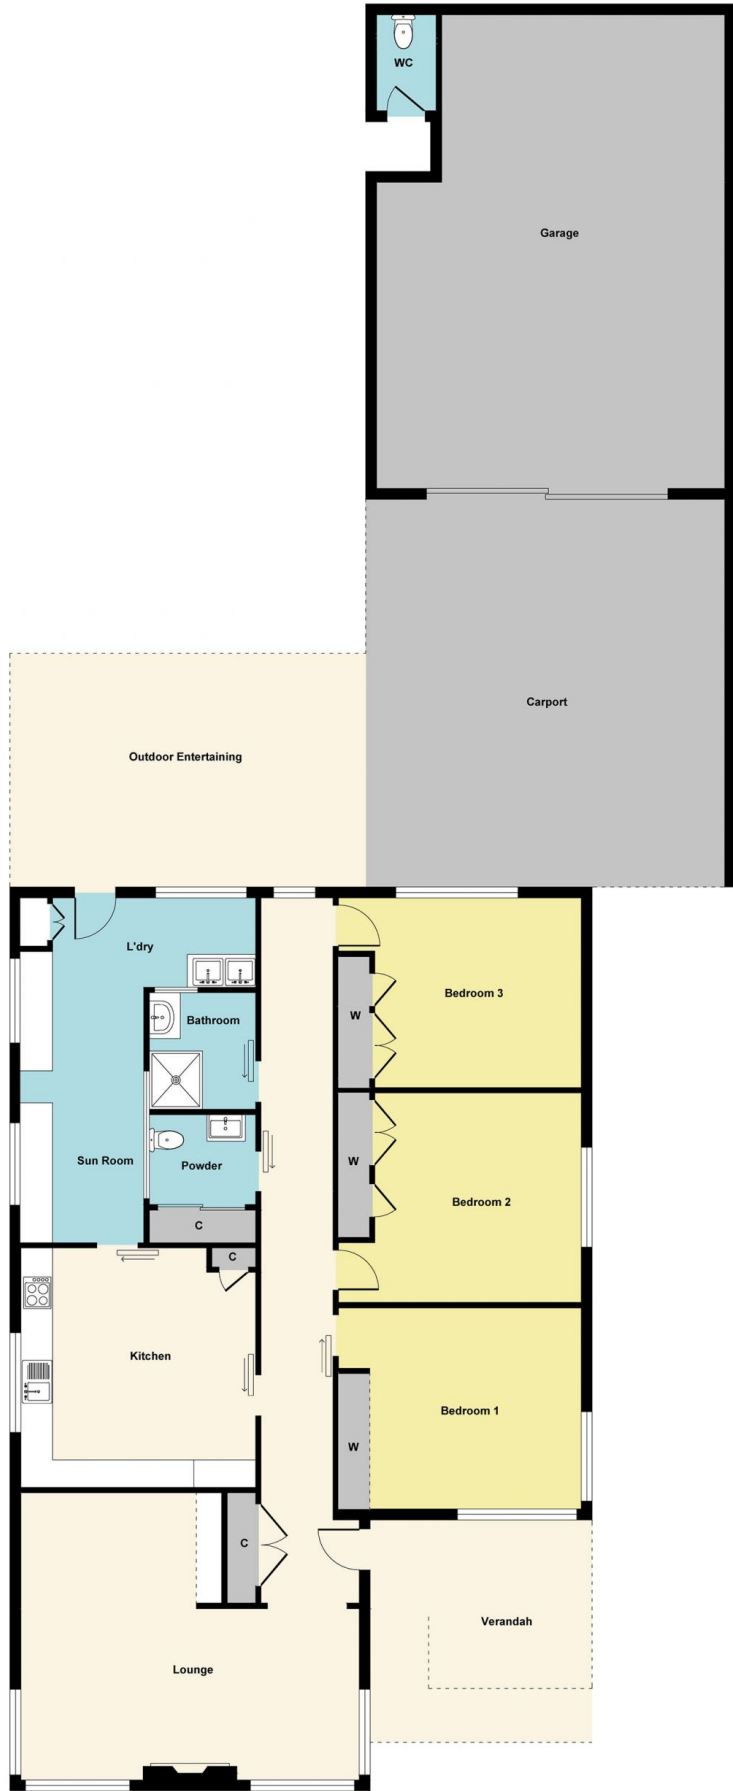 WC
Garage
Carport
Outdoor Entertaining
L'dry
Bathroom
Bedroom 3
W
Sun Room
Powder
W
Bedroom 2
C
C
Kitchen
Bedroom 1
W
C
Verandah
Lounge